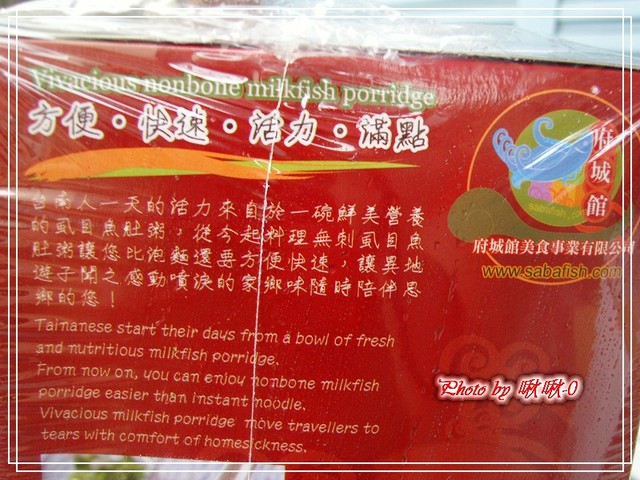 Vivacious nonbone milkfish porridge
方便・快速・活力・滿點
台南人一天的活力來自於一碗鮮美營養
的虱目魚肚粥，從今起料理無刺虱目魚
肚粥讓您比泡麵還要方便快速，讓異地
遊子聞之感動噴淚的家鄉味隨時陪伴思
鄉的您！
Tainanese start their days from a bowl of fresh
and nutritious milkfish porridge.
From now on, you can enjoy nonbone milkfish
porridge easier than instant noodle.
Vivacious milkfish porridge move travellers to
tears with comfort of homesickness.
府城館
sabafish.com
府城館美食事業有限公司
www.sabafish.com
Photo by 啾啾-0